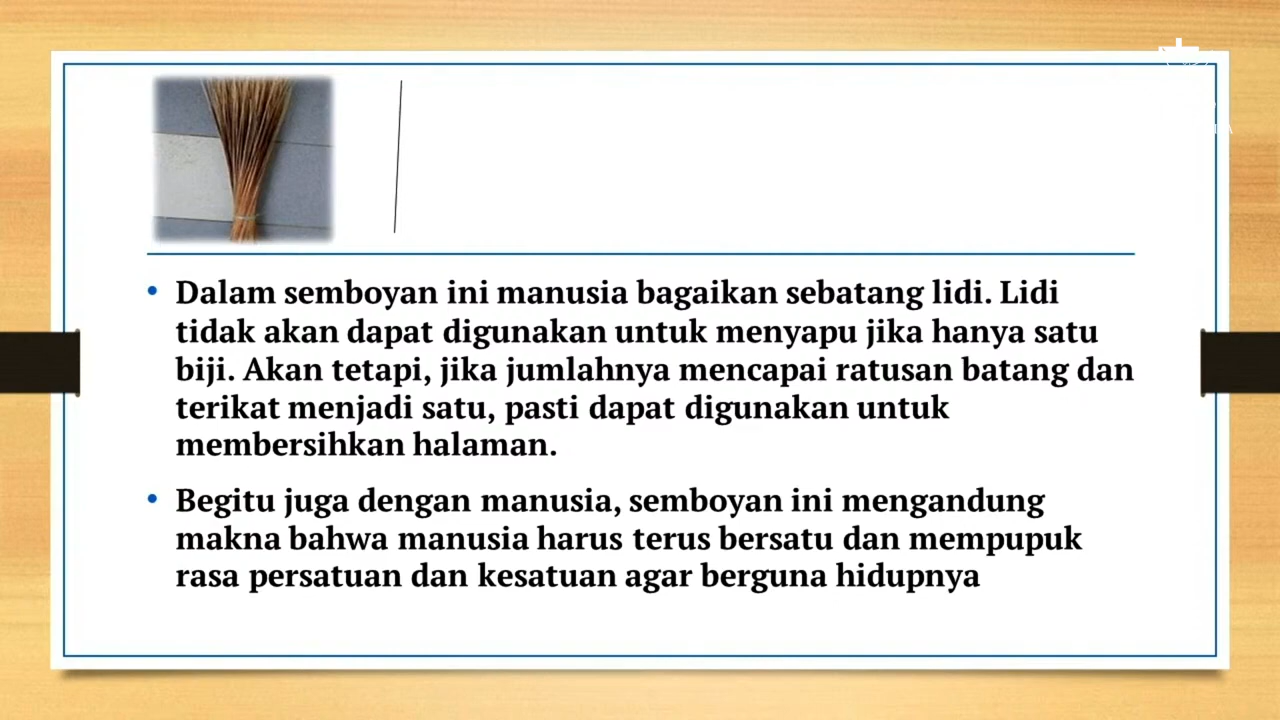 Dalam semboyan ini manusia bagaikan sebatang lidi. Lidi
tidak akan dapat digunakan untuk menyapu jika hanya satu
biji. Akan tetapi, jika jumlahnya mencapai ratusan batang dan
terikat menjadi satu, pasti dapat digunakan untuk
membersihkan halaman.
Begitu juga dengan manusia, semboyan ini mengandung
makna bahwa manusia harus terus bersatu dan mempupuk
rasa persatuan dan kesatuan agar berguna hidupnya